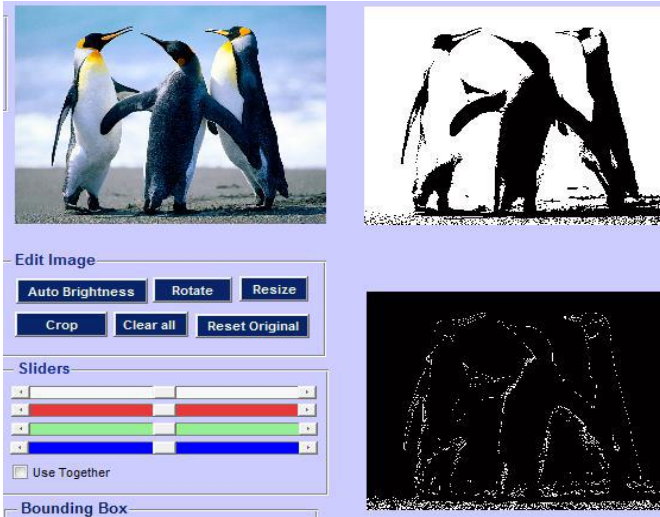 Edit Image
Auto Brightness Rotate Resize
Crop Clear all Reset Original
Sliders
Use Together
Bounding Box